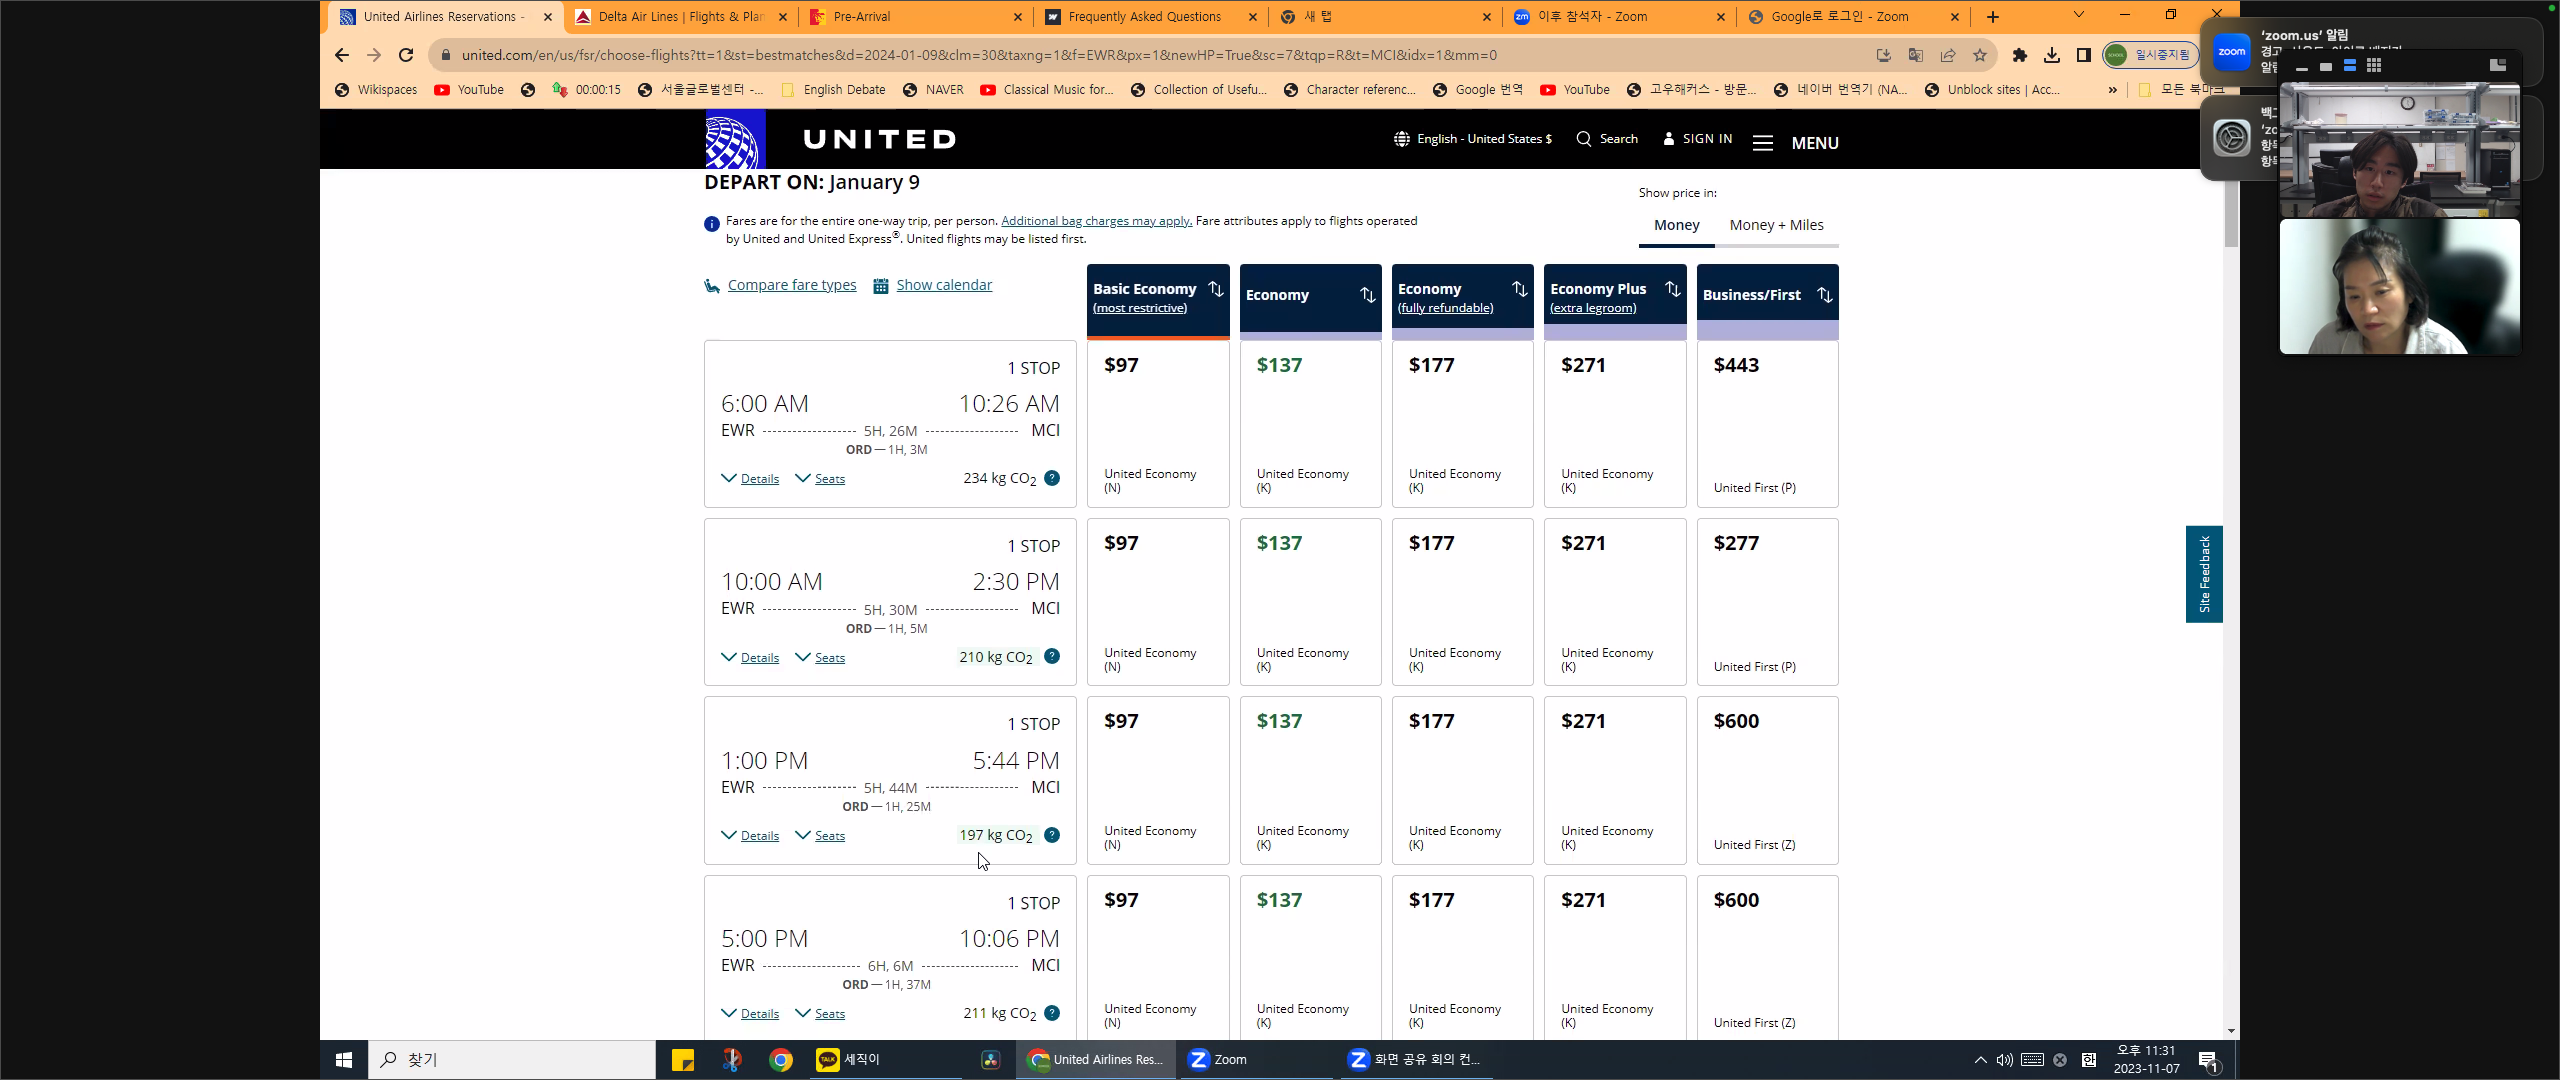 United Airlines Reservations -
Delta Air Lines | Flights & Plan
Pre-Arrival
Frequently Asked Questions
새 탭
이후 참석자 - Zoom
Google로 로그인 - Zoom
united.com/en/us/fsr/choose-flights?tt=1&st=bestmatches&d=2024-01-09&clm=30&taxng=1&f=EWR&px=1&newHP=True&sc=7&tqp=R&t=MCI&idx=1&mm=0
일시중지됨
Wikispaces
YouTube
00:00:15
서울글로벌센터 -...
English Debate
NAVER
Classical Music for...
Collection of Usefu...
Character referenc...
Google 번역
YouTube
고우해커스 - 방문...
네이버 번역기 (NA...
Unblock sites | Acc...
»
모든 북마크
zoom
'zoom.us' 알림
UNITED
English - United States $
Search
SIGN IN
MENU
DEPART ON: January 9
Fares are for the entire one-way trip, per person. Additional bag charges may apply. Fare attributes apply to flights operated
by United and United Express®. United flights may be listed first.
Show price in:
Money
Money + Miles
Compare fare types
Show calendar
Basic Economy
(most restrictive)
Economy
Economy
(fully refundable)
Economy Plus
(extra legroom)
Business/First
1 STOP
6:00 AM
10:26 AM
EWR
5H, 26M
MCI
ORD — 1H, 3M
Details
Seats
234 kg CO2
$97
United Economy
(N)
$137
United Economy
(K)
$177
United Economy
(K)
$271
United Economy
(K)
$443
United First (P)
1 STOP
10:00 AM
2:30 PM
EWR
5H, 30M
MCI
ORD — 1H, 5M
Details
Seats
210 kg CO2
$97
United Economy
(N)
$137
United Economy
(K)
$177
United Economy
(K)
$271
United Economy
(K)
$277
United First (P)
1 STOP
1:00 PM
5:44 PM
EWR
5H, 44M
MCI
ORD — 1H, 25M
Details
Seats
197 kg CO2
$97
United Economy
(N)
$137
United Economy
(K)
$177
United Economy
(K)
$271
United Economy
(K)
$600
United First (Z)
1 STOP
5:00 PM
10:06 PM
EWR
6H, 6M
MCI
ORD — 1H, 37M
Details
Seats
211 kg CO2
$97
United Economy
(N)
$137
United Economy
(K)
$177
United Economy
(K)
$271
United Economy
(K)
$600
United First (Z)
Site Feedback
찾기
TALK
세직이
United Airlines Res...
Zoom
화면 공유 회의 컨...
한
오후 11:31
2023-11-07
1